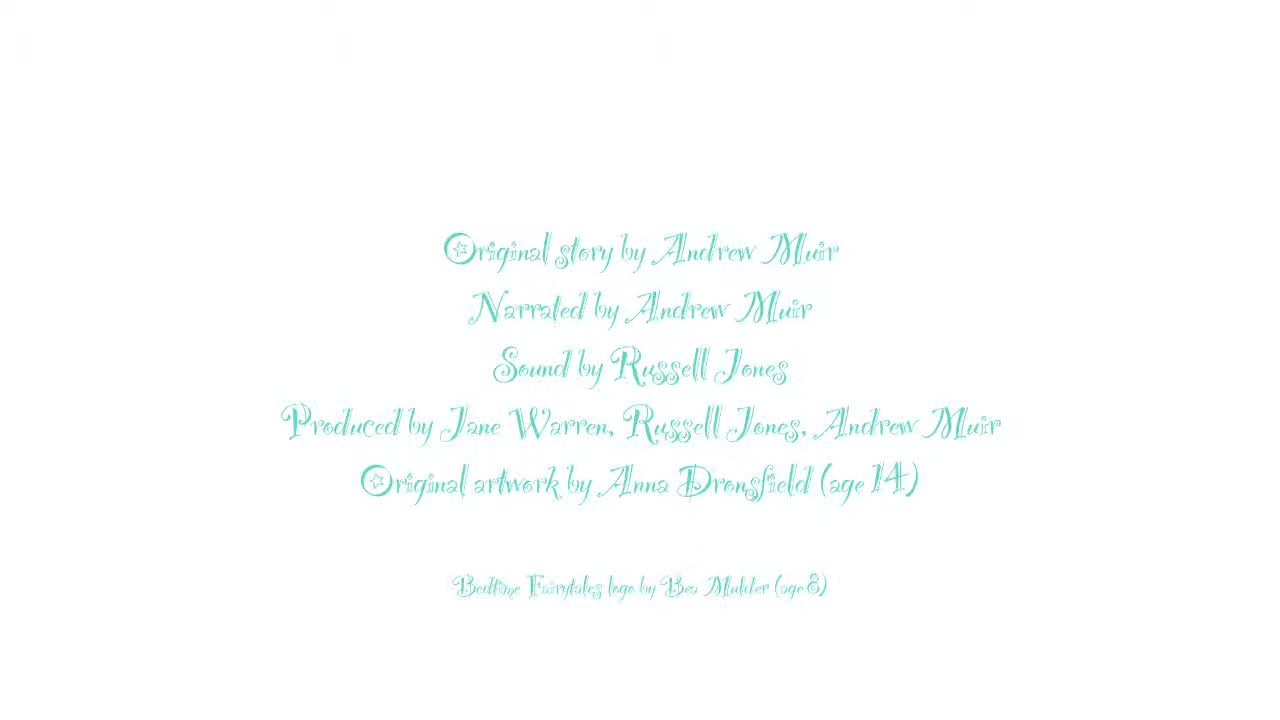 Original story by Andrew Muir
Narrated by Andrew Muir
Sound by Russell Jones
Produced by Jane Warren, Russell Jones, Andrew Muir
Original artwork by Anna Dronsfield (age 14)
Bedtime Fairytales logo by Bea Mulder (age 8)